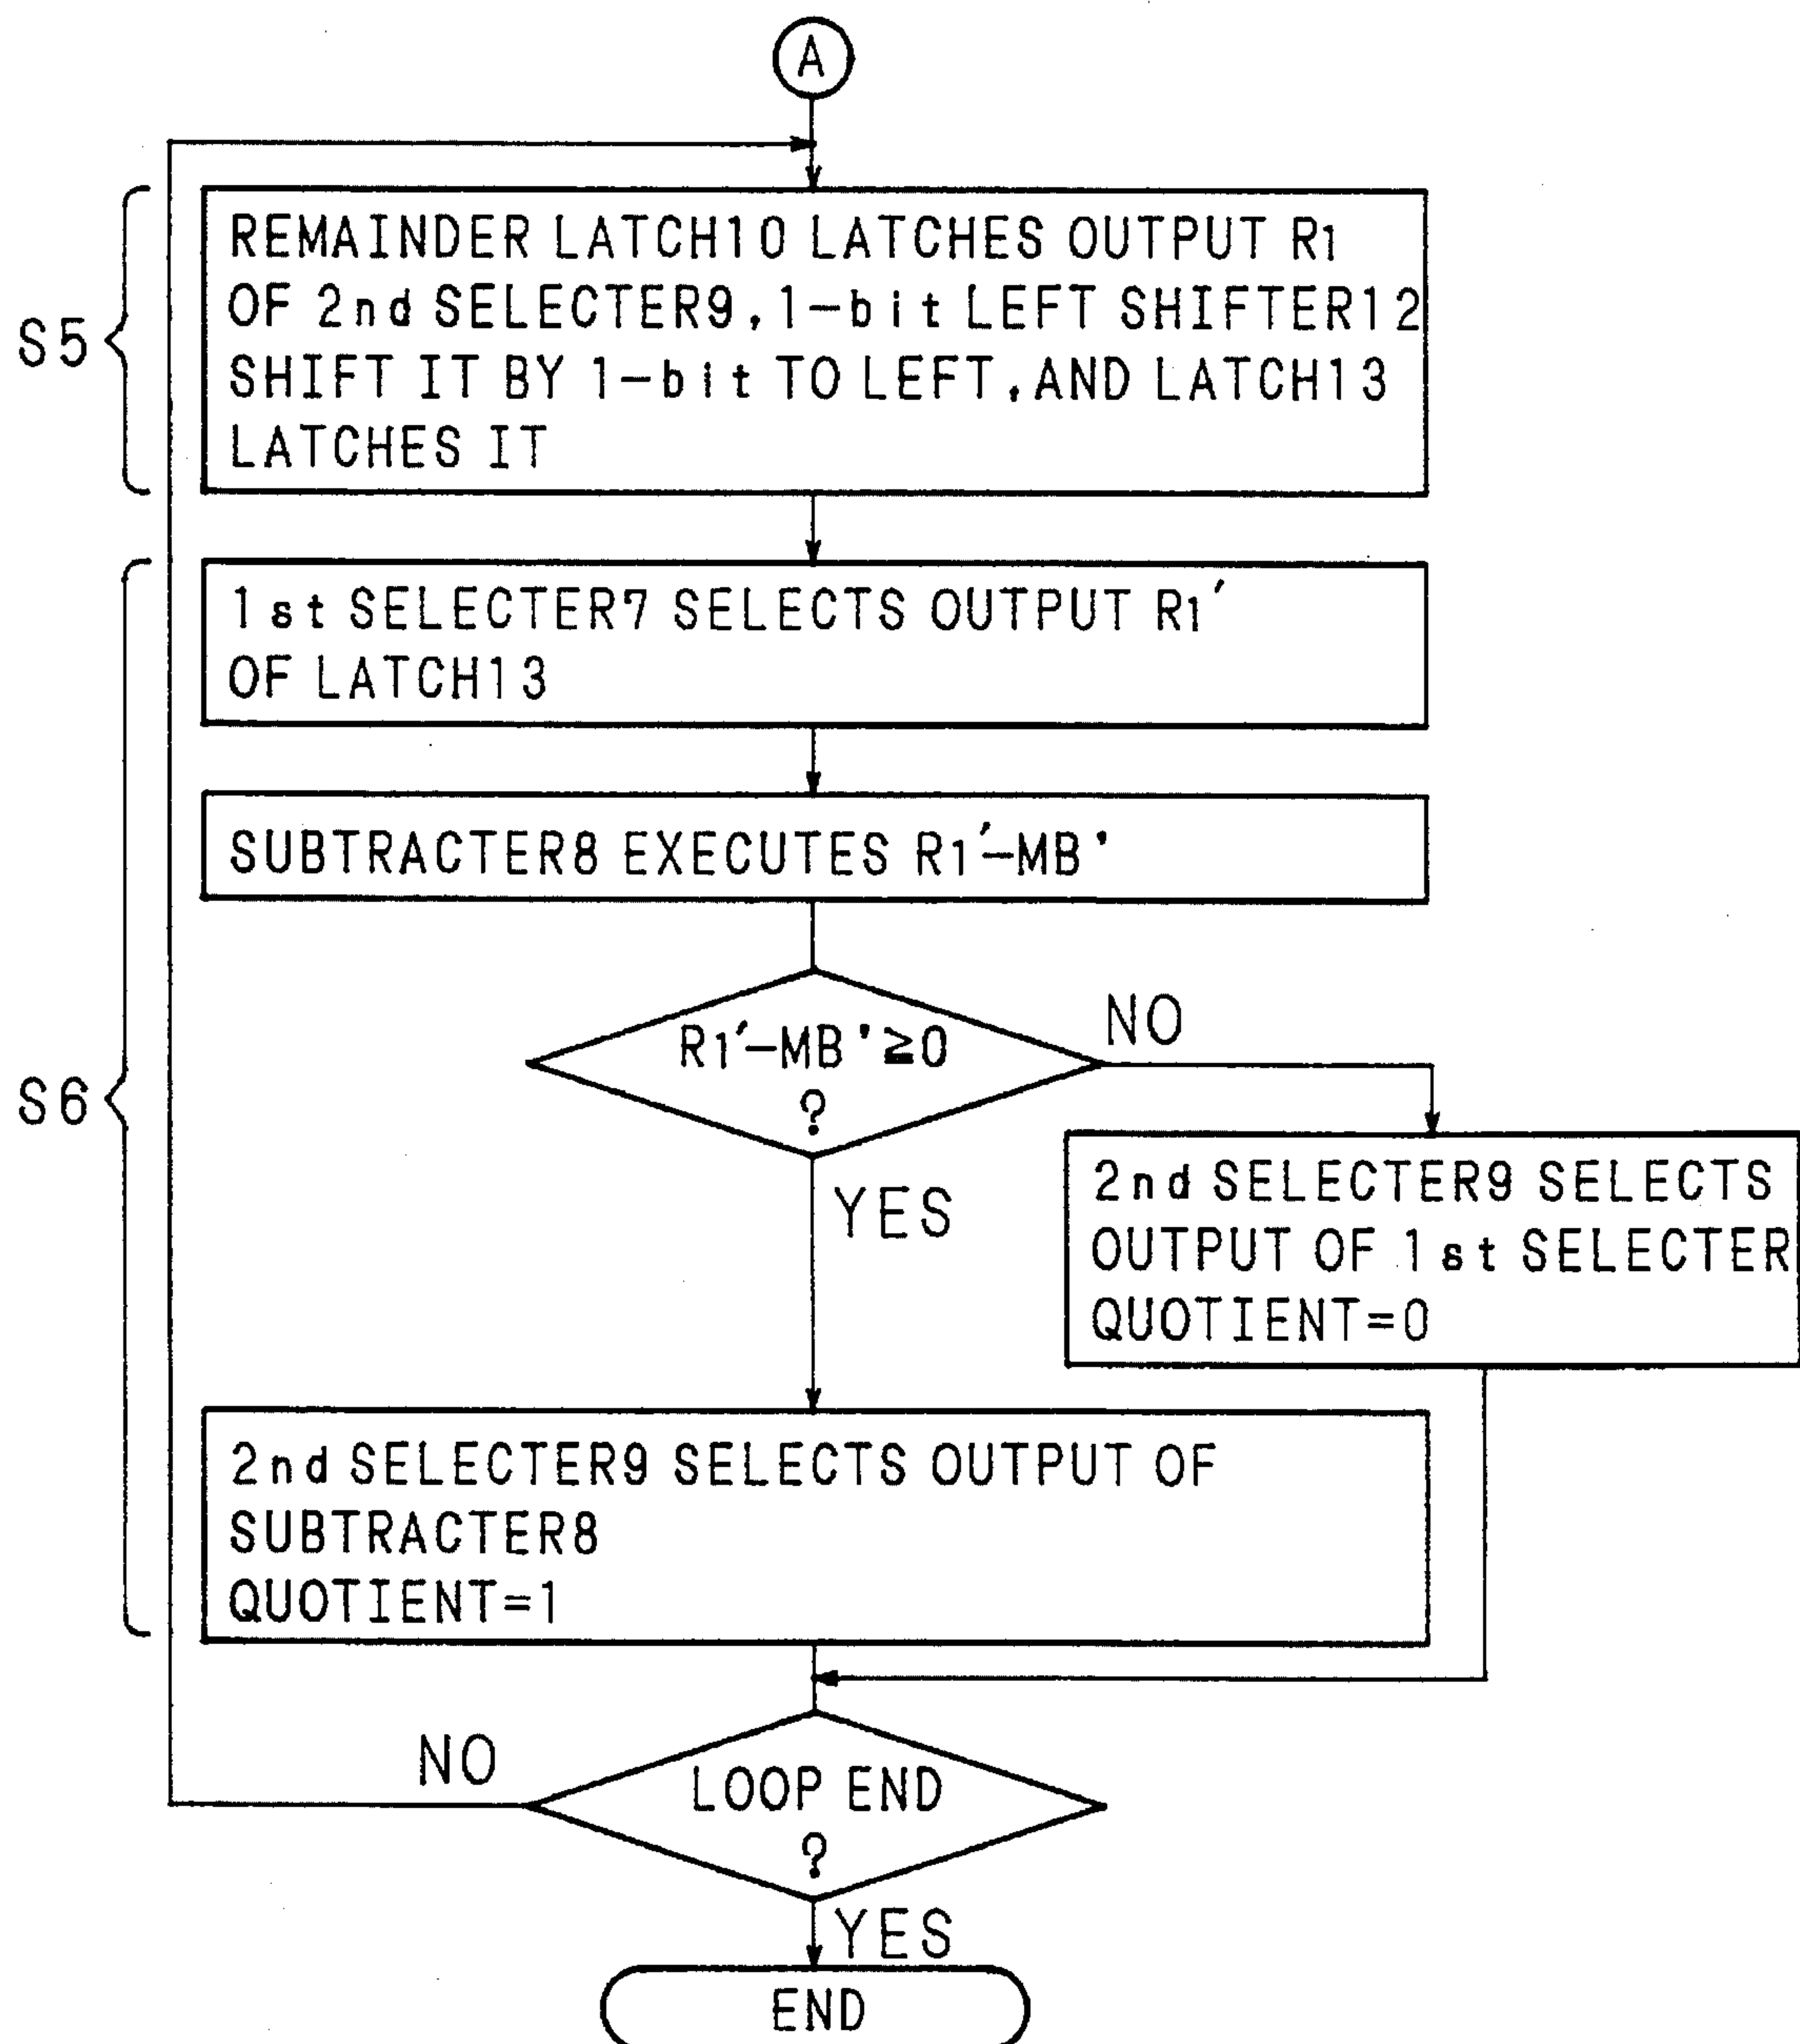 A
S5
REMAINDER LATCH10 LATCHES OUTPUT R1
OF 2nd SELECTER9,1-bit LEFT SHIFTER12
SHIFT IT BY 1-bit TO LEFT,AND LATCH13
LATCHES IT
S6
1st SELECTER7 SELECTS OUTPUT R1′
OF LATCH13
SUBTRACTER8 EXECUTES R1′-MB'
R1′-MB'≧0
?
NO
YES
2nd SELECTER9 SELECTS
OUTPUT OF 1st SELECTER
QUOTIENT=0
2nd SELECTER9 SELECTS OUTPUT OF
SUBTRACTER8
QUOTIENT=1
NO
LOOP END
?
YES
END